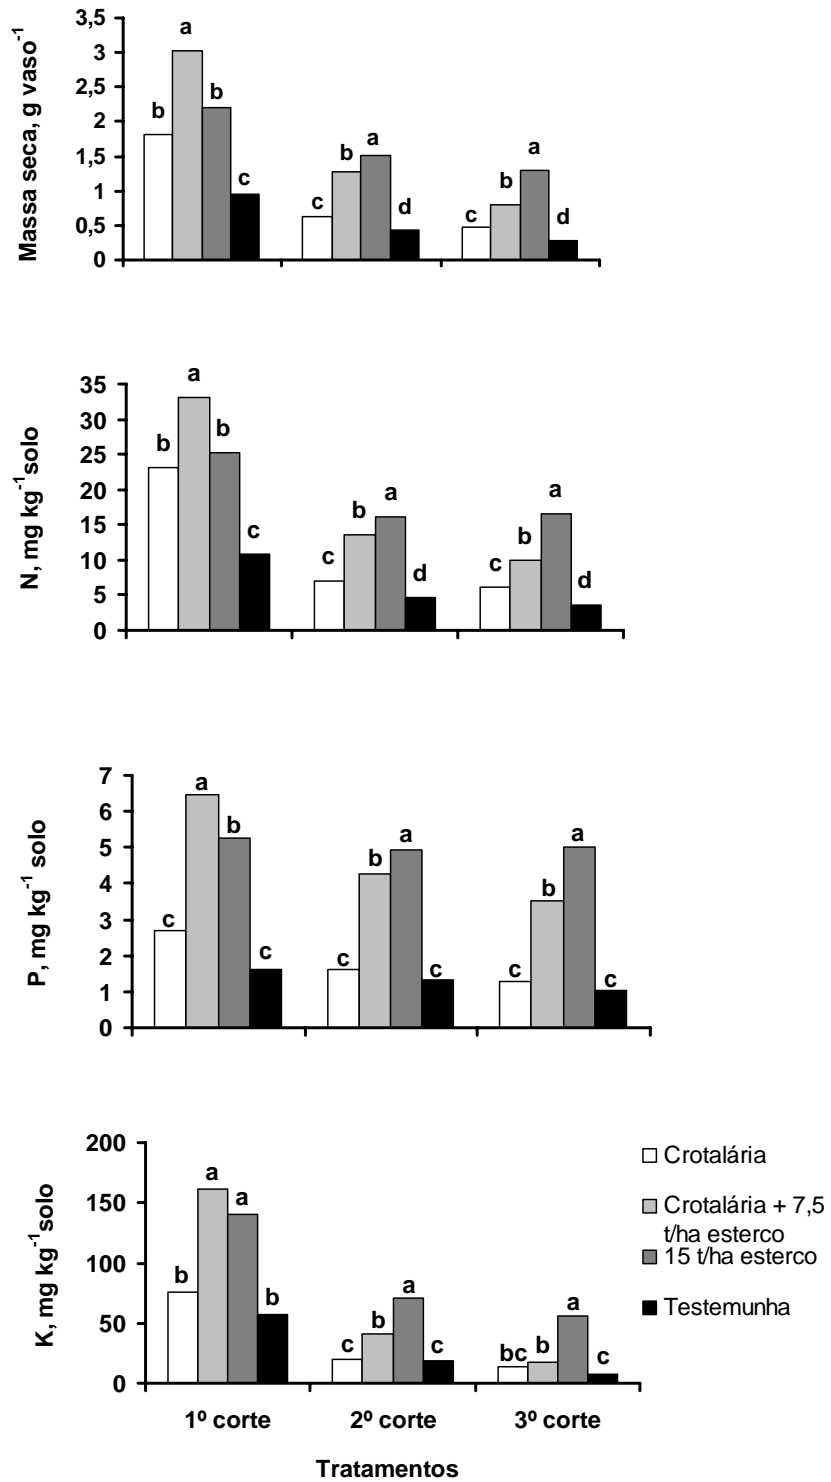 Massa seca, g vaso⁻¹
3,5
3
2,5
2
1,5
1
0,5
0
b a b c
c b a d
c b a d
N, mg kg⁻¹solo
35
30
25
20
15
10
5
0
b a b c
c b a d
c b a d
P, mg kg⁻¹ solo
7
6
5
4
3
2
1
0
c a b c
c b a c
c b a c
K, mg kg⁻¹solo
200
150
100
50
0
b a a b
c b a c
bc b a c
1º corte 2º corte 3º corte
Tratamentos
Crotalária
Crotalária + 7,5
t/ha esterco
15 t/ha esterco
Testemunha